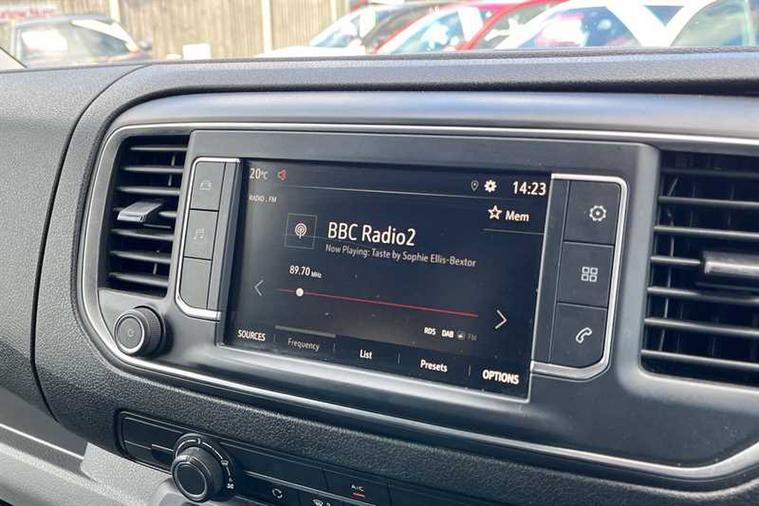 20°C
14:23
RADIO . FM
Mem
BBC Radio2
Now Playing: Taste by Sophie Ellis-Bextor
89.70 MHz
RDS DAB FM
SOURCES
Frequency
List
Presets
OPTIONS
A/C